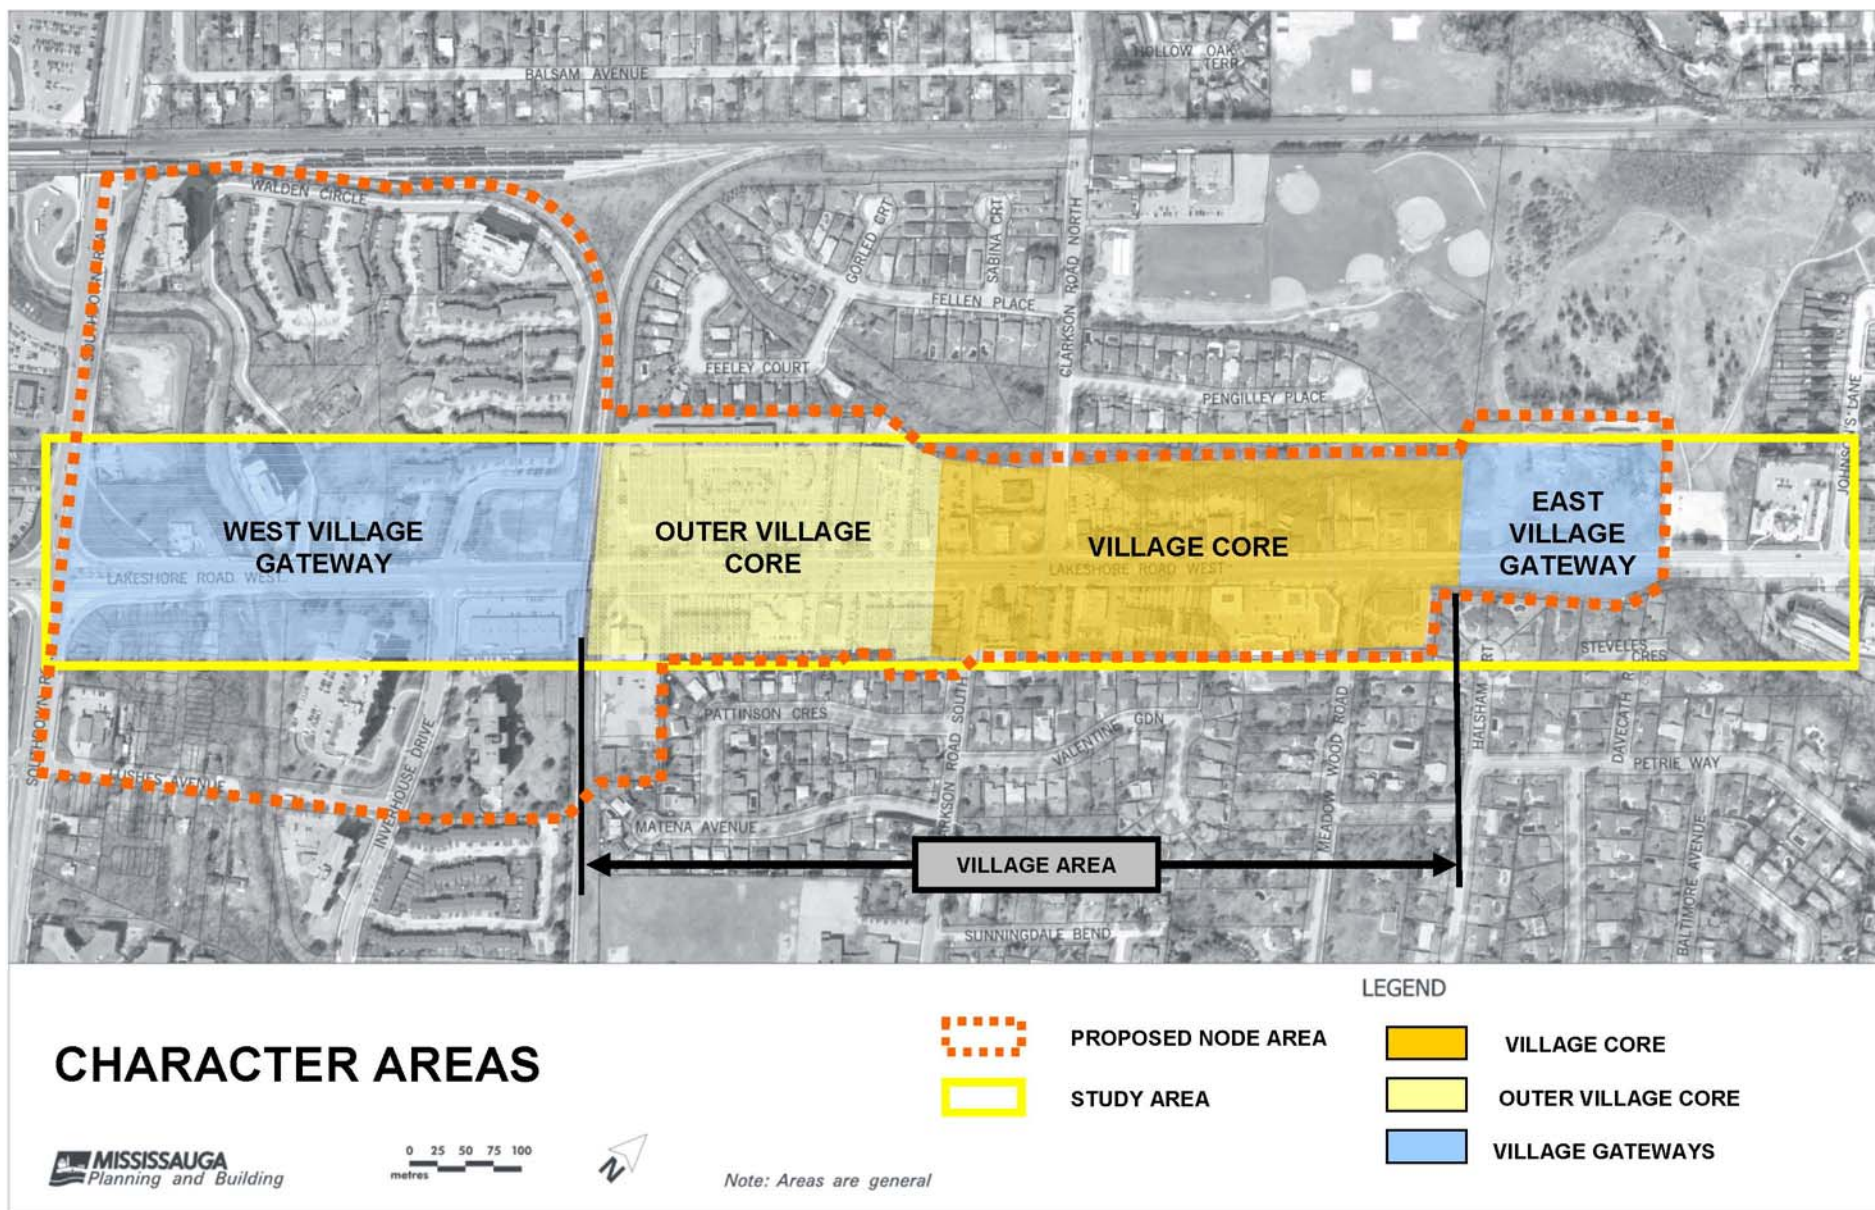 HOLLOW OAK
TERR
BALSAM AVENUE
WALDEN CIRCLE
GORLED CRT
SABINA CRT
CLARKSON ROAD NORTH
FELLEN PLACE
FEELEY COURT
PENGILLEY PLACE
JOHNSON'S LANE
WEST VILLAGE
GATEWAY
OUTER VILLAGE
CORE
VILLAGE CORE
EAST
VILLAGE
GATEWAY
LAKESHORE ROAD WEST
LAKESHORE ROAD WEST
STEVELES
CRES
PATTINSON CRES
VALENTINE GDN
MEADOW WOOD ROAD
HALSHAM
PETRIE WAY
INVERHOUSE DRIVE
MATENA AVENUE
BALTIMORE AVENUE
VILLAGE AREA
SUNNINGDALE BEND
CHARACTER AREAS
LEGEND
PROPOSED NODE AREA
STUDY AREA
VILLAGE CORE
OUTER VILLAGE CORE
VILLAGE GATEWAYS
MISSISSAUGA
Planning and Building
0 25 50 75 100
metres
N
Note: Areas are general